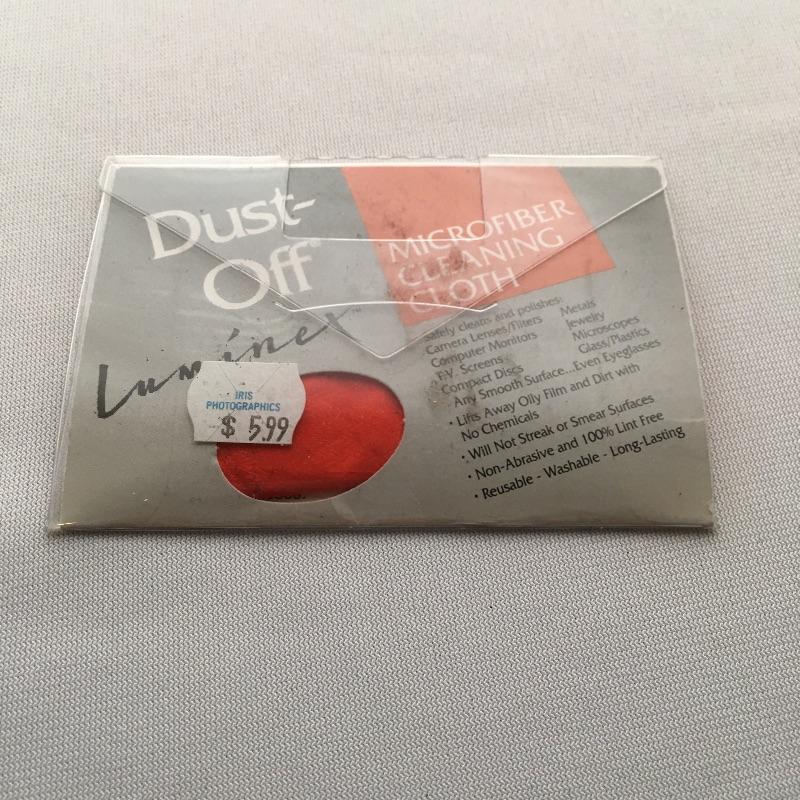 Dust-
Off®
Luminex™
MICROFIBER
CLEANING
CLOTH
Safely cleans and polishes:
Camera Lenses/Filters
Computer Monitors
T.V. Screens
Compact Discs
Metals
Jewelry
Microscopes
Glass/Plastics
Any Smooth Surface...Even Eyeglasses
• Lifts Away Oily Film and Dirt with
No Chemicals
• Will Not Streak or Smear Surfaces
• Non-Abrasive and 100% Lint Free
• Reusable - Washable - Long-Lasting
IRIS
PHOTOGRAPHICS
$ 5.99